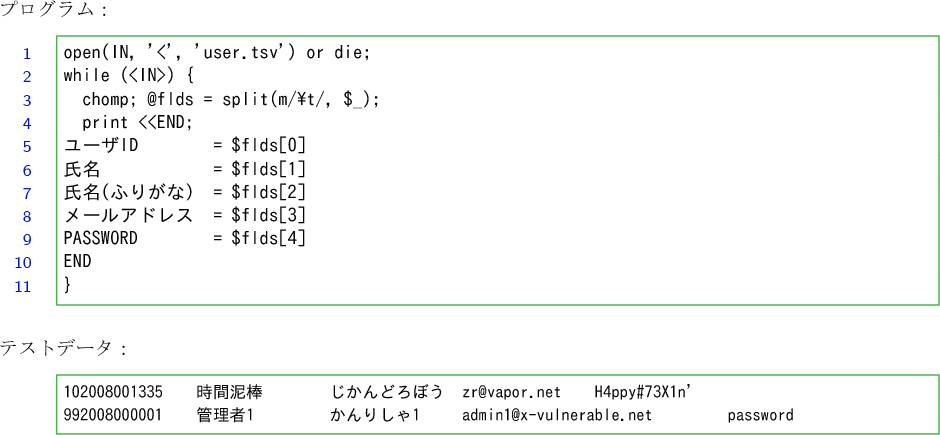 プログラム：
1 open(IN, '<', 'user.tsv') or die;
2 while (<IN>) {
3   chomp; @flds = split(m/¥t/, $_);
4   print <<END;
5 ユーザID        = $flds[0]
6 氏名            = $flds[1]
7 氏名(ふりがな)  = $flds[2]
8 メールアドレス  = $flds[3]
9 PASSWORD        = $flds[4]
10 END
11 }
テストデータ：
102008001335    時間泥棒        じかんどろぼう  zr@vapor.net    H4ppy#73X1n’
992008000001    管理者1         かんりしゃ1     admin1@x-vulnerable.net         password